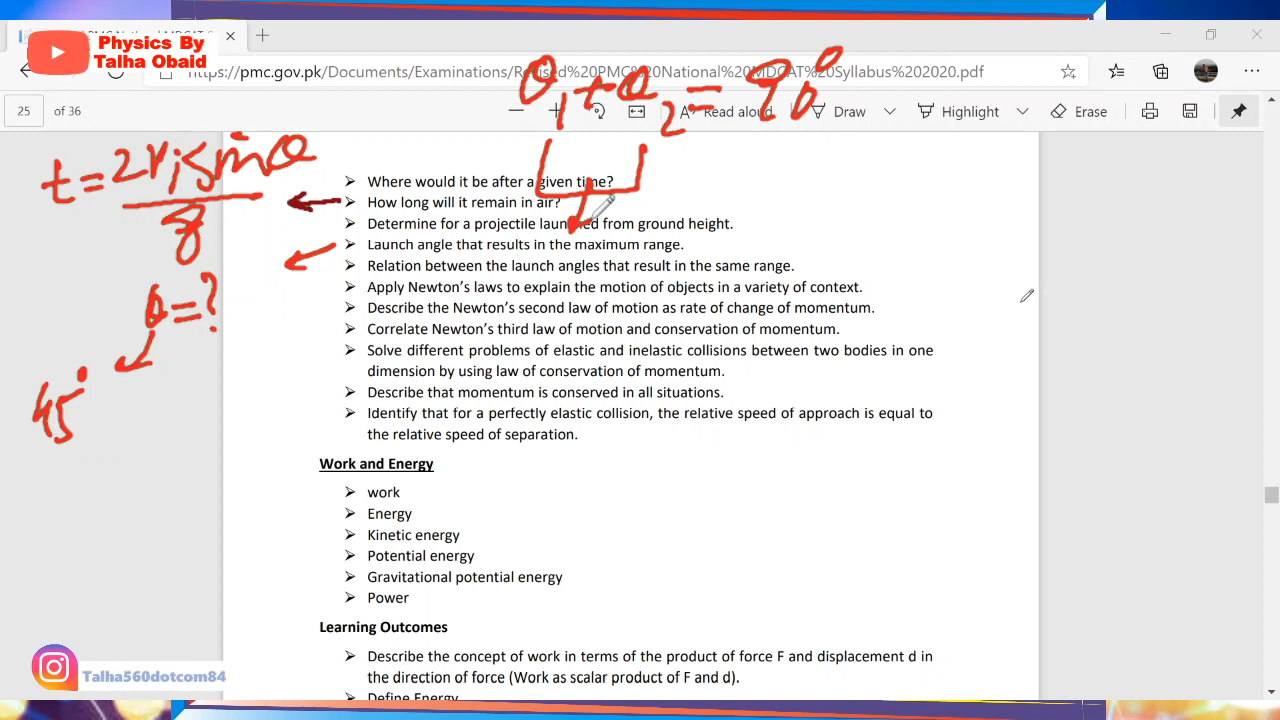 Physics By
Talha Obaid
https://pmc.gov.pk/Documents/Examinations/Revised%20PMC%20National%20MDCAT%20Syllabus%202020.pdf
25 of 36
Read aloud
Draw
Highlight
Erase
θ₁+θ₂=90°
t=2Visinθ/g
➢ Where would it be after a given time?
➢ How long will it remain in air?
➢ Determine for a projectile launched from ground height.
➢ Launch angle that results in the maximum range.
➢ Relation between the launch angles that result in the same range.
θ=?
45°
➢ Apply Newton's laws to explain the motion of objects in a variety of context.
➢ Describe the Newton's second law of motion as rate of change of momentum.
➢ Correlate Newton's third law of motion and conservation of momentum.
➢ Solve different problems of elastic and inelastic collisions between two bodies in one
dimension by using law of conservation of momentum.
➢ Describe that momentum is conserved in all situations.
➢ Identify that for a perfectly elastic collision, the relative speed of approach is equal to
the relative speed of separation.
Work and Energy
➢ work
➢ Energy
➢ Kinetic energy
➢ Potential energy
➢ Gravitational potential energy
➢ Power
Learning Outcomes
➢ Describe the concept of work in terms of the product of force F and displacement d in
the direction of force (Work as scalar product of F and d).
➢ Define Energy
Talha560dotcom84